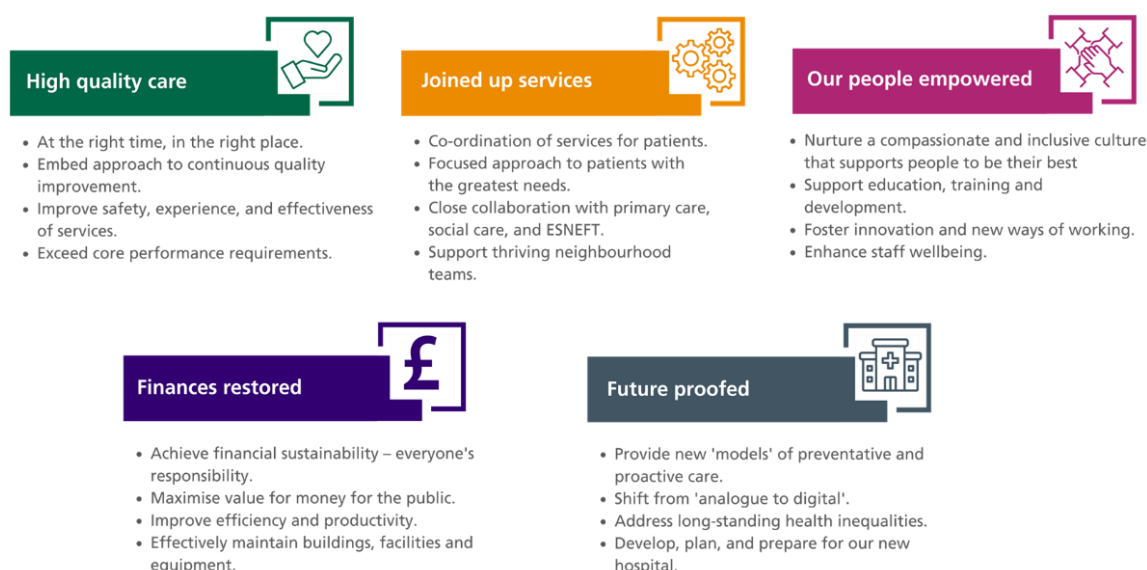 High quality care
• At the right time, in the right place.
• Embed approach to continuous quality
improvement.
• Improve safety, experience, and effectiveness
of services.
• Exceed core performance requirements.
Joined up services
• Co-ordination of services for patients.
• Focused approach to patients with
the greatest needs.
• Close collaboration with primary care,
social care, and ESNEFT.
• Support thriving neighbourhood
teams.
Our people empowered
• Nurture a compassionate and inclusive culture
that supports people to be their best
• Support education, training and
development.
• Foster innovation and new ways of working.
• Enhance staff wellbeing.
Finances restored
£
• Achieve financial sustainability – everyone's
responsibility.
• Maximise value for money for the public.
• Improve efficiency and productivity.
• Effectively maintain buildings, facilities and
equipment.
Future proofed
• Provide new 'models' of preventative and
proactive care.
• Shift from 'analogue to digital'.
• Address long-standing health inequalities.
• Develop, plan, and prepare for our new
hospital.